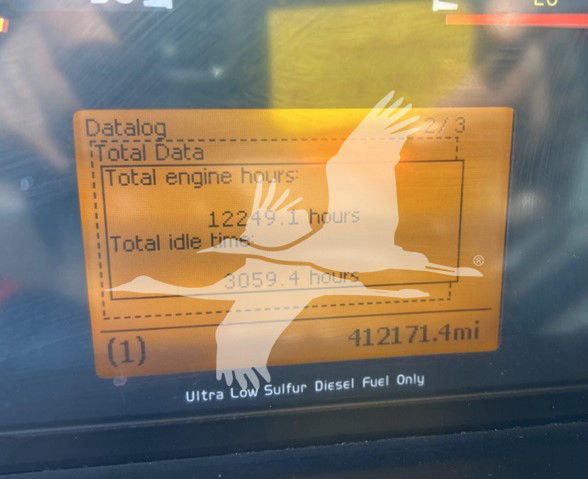 Datalog 2/3
Total Data
Total engine hours:
12249.1 hours
Total idle time:
3059.4 hours
(1) 412171.4mi
Ultra Low Sulfur Diesel Fuel Only
®